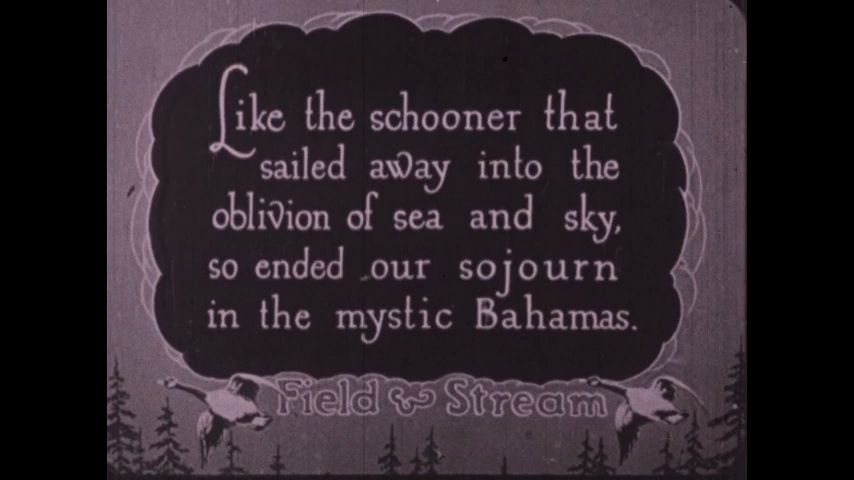 Like the schooner that
sailed away into the
oblivion of sea and sky,
so ended our sojourn
in the mystic Bahamas.
Field & Stream